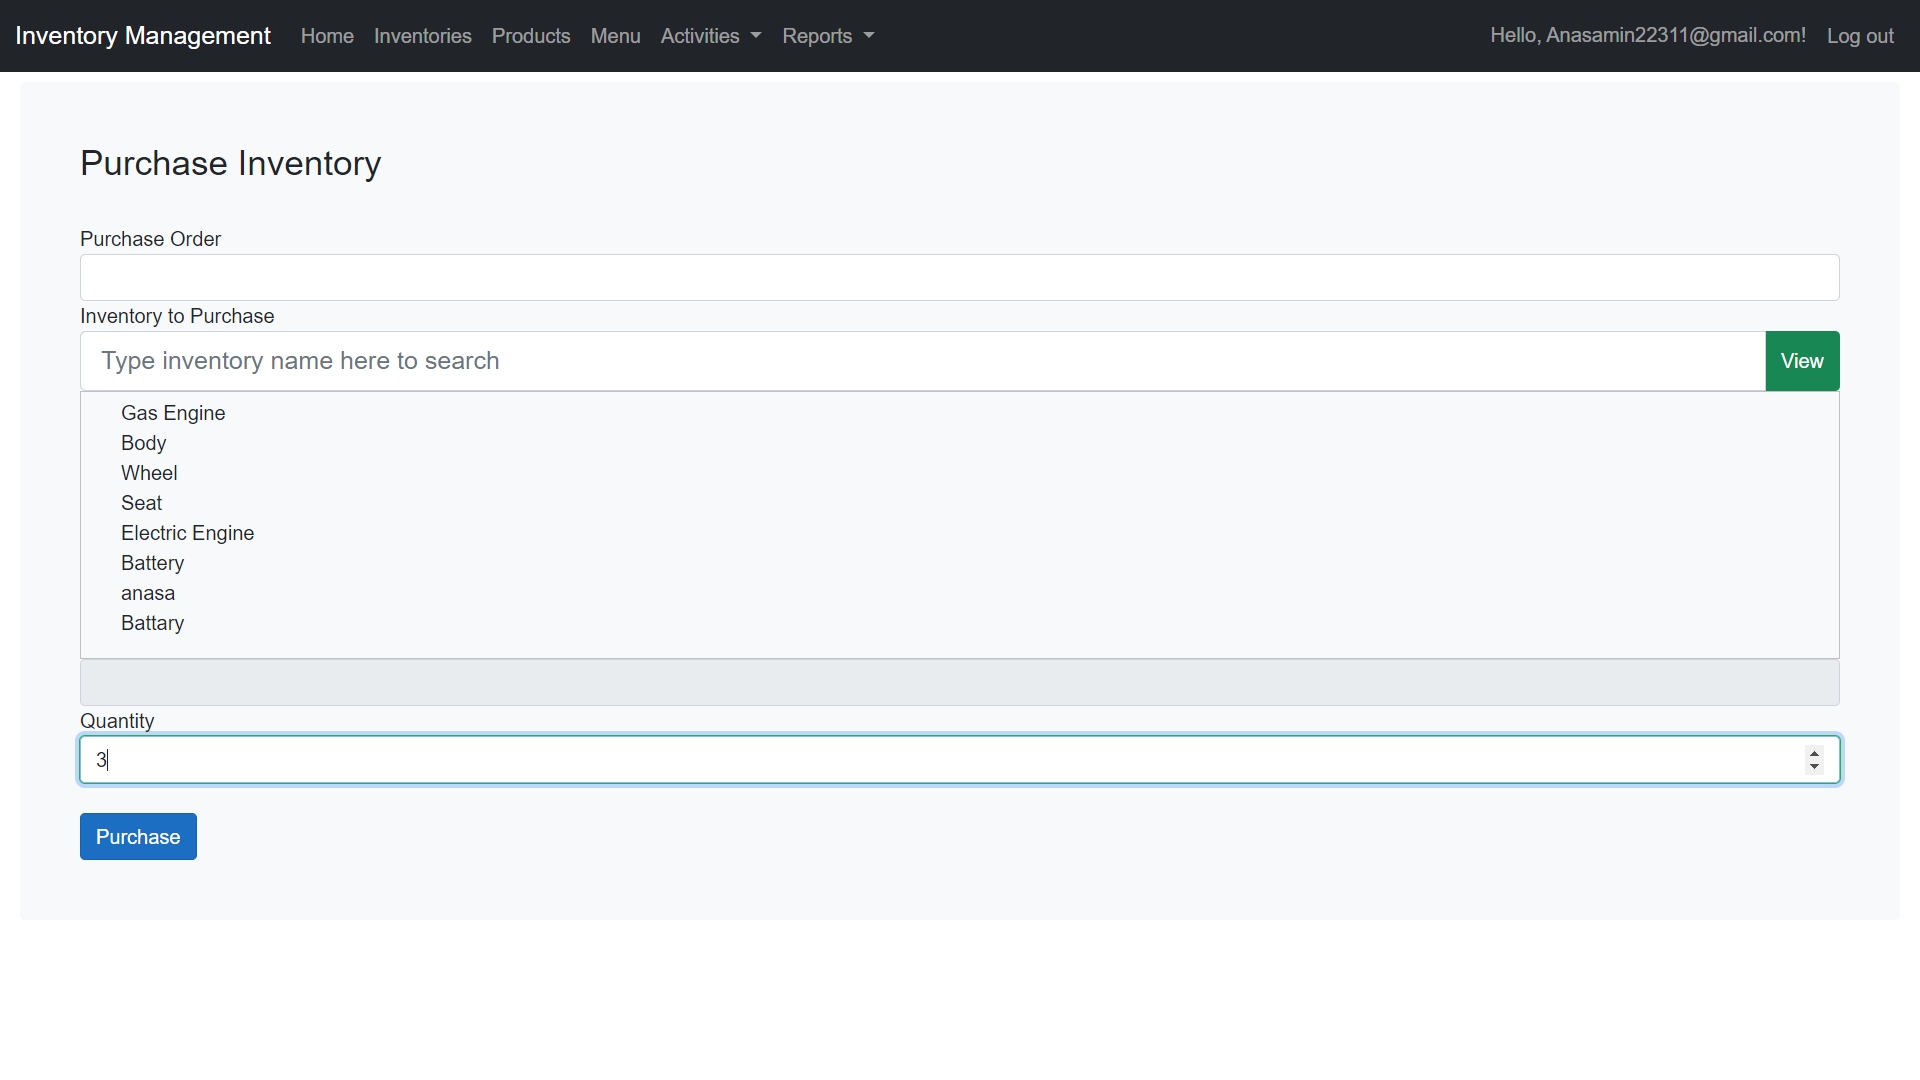 Inventory Management Home Inventories Products Menu Activities Reports Hello, Anasamin22311@gmail.com! Log out
Purchase Inventory
Purchase Order
Inventory to Purchase
Type inventory name here to search View
Gas Engine
Body
Wheel
Seat
Electric Engine
Battery
anasa
Battary
Quantity
3
Purchase